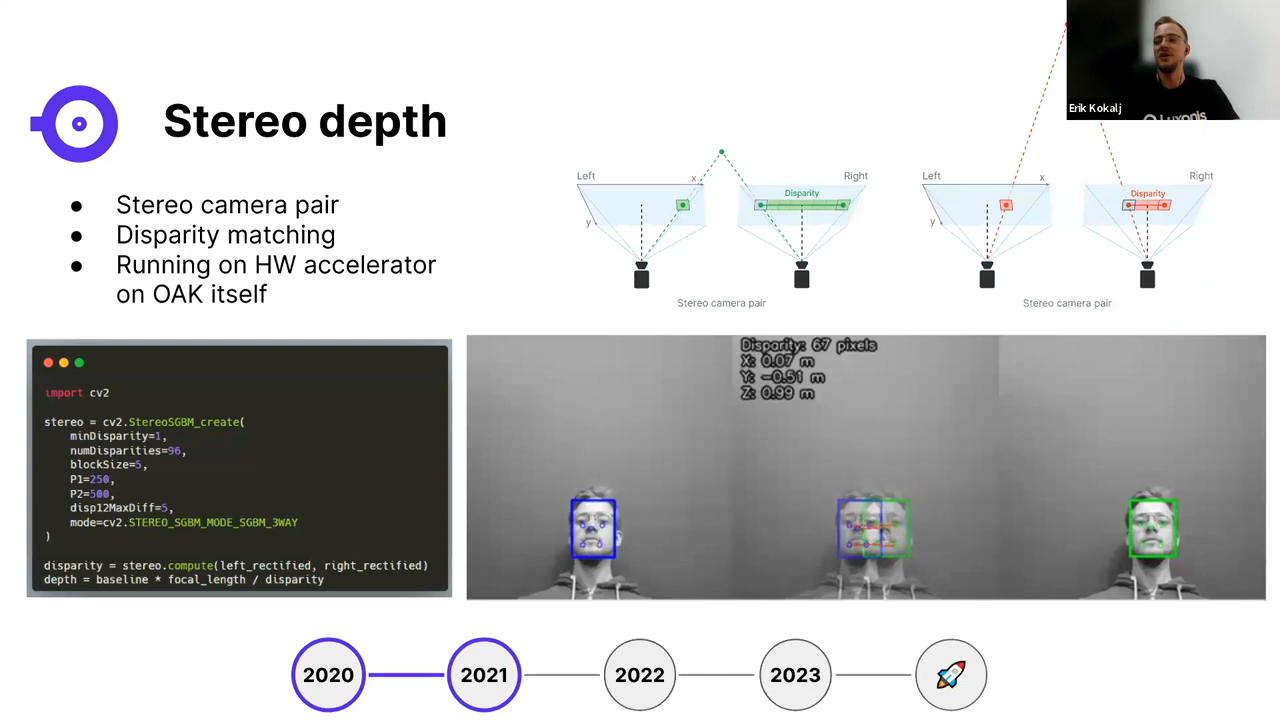 Stereo depth
● Stereo camera pair
● Disparity matching
● Running on HW accelerator
on OAK itself
Left
x
Right
Disparity
y
Stereo camera pair
Left
x
Right
Disparity
y
Stereo camera pair
Erik Kokalj
Luxonis
import cv2
stereo = cv2.StereoSGBM_create(
minDisparity=1,
numDisparities=96,
blockSize=5,
P1=250,
P2=500,
disp12MaxDiff=5,
mode=cv2.STEREO_SGBM_MODE_SGBM_3WAY
)
disparity = stereo.compute(left_rectified, right_rectified)
depth = baseline * focal_length / disparity
Disparity: 67 pixels
X: 0.07 m
Y: -0.51 m
Z: 0.99 m
2020
2021
2022
2023